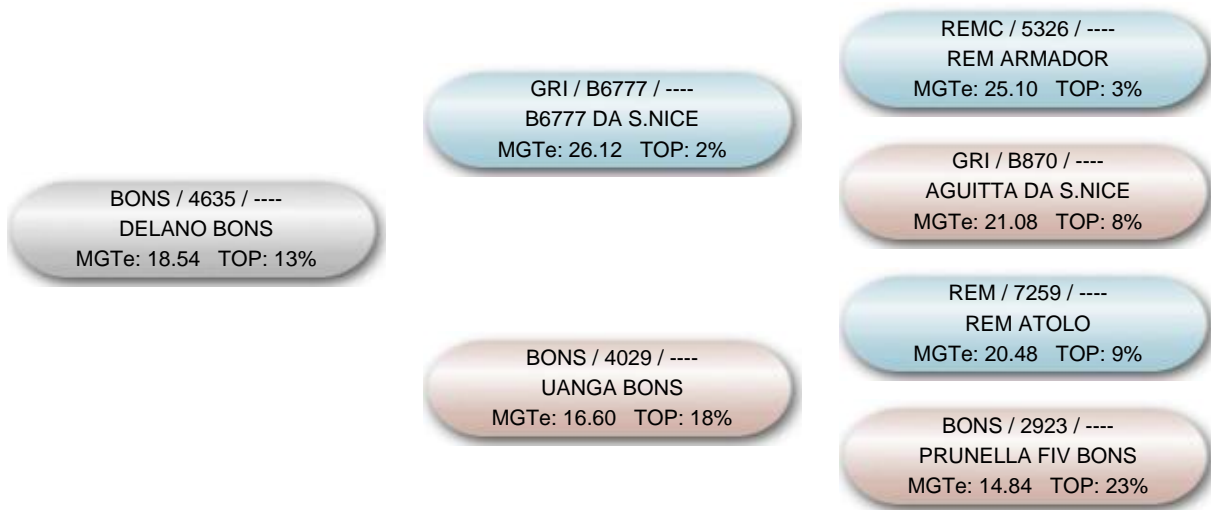 BONS / 4635 / ----
DELANO BONS
MGTe: 18.54 TOP: 13%
GRI / B6777 / ----
B6777 DA S.NICE
MGTe: 26.12 TOP: 2%
BONS / 4029 / ----
UANGA BONS
MGTe: 16.60 TOP: 18%
REMC / 5326 / ----
REM ARMADOR
MGTe: 25.10 TOP: 3%
GRI / B870 / ----
AGUITTA DA S.NICE
MGTe: 21.08 TOP: 8%
REM / 7259 / ----
REM ATOLO
MGTe: 20.48 TOP: 9%
BONS / 2923 / ----
PRUNELLA FIV BONS
MGTe: 14.84 TOP: 23%